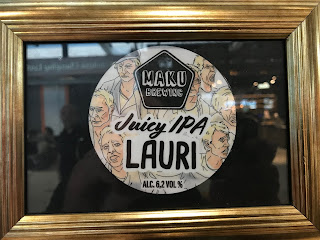 MAKU
BREWING
Juicy IPA
LAURI
ALC. 6,2 VOL %